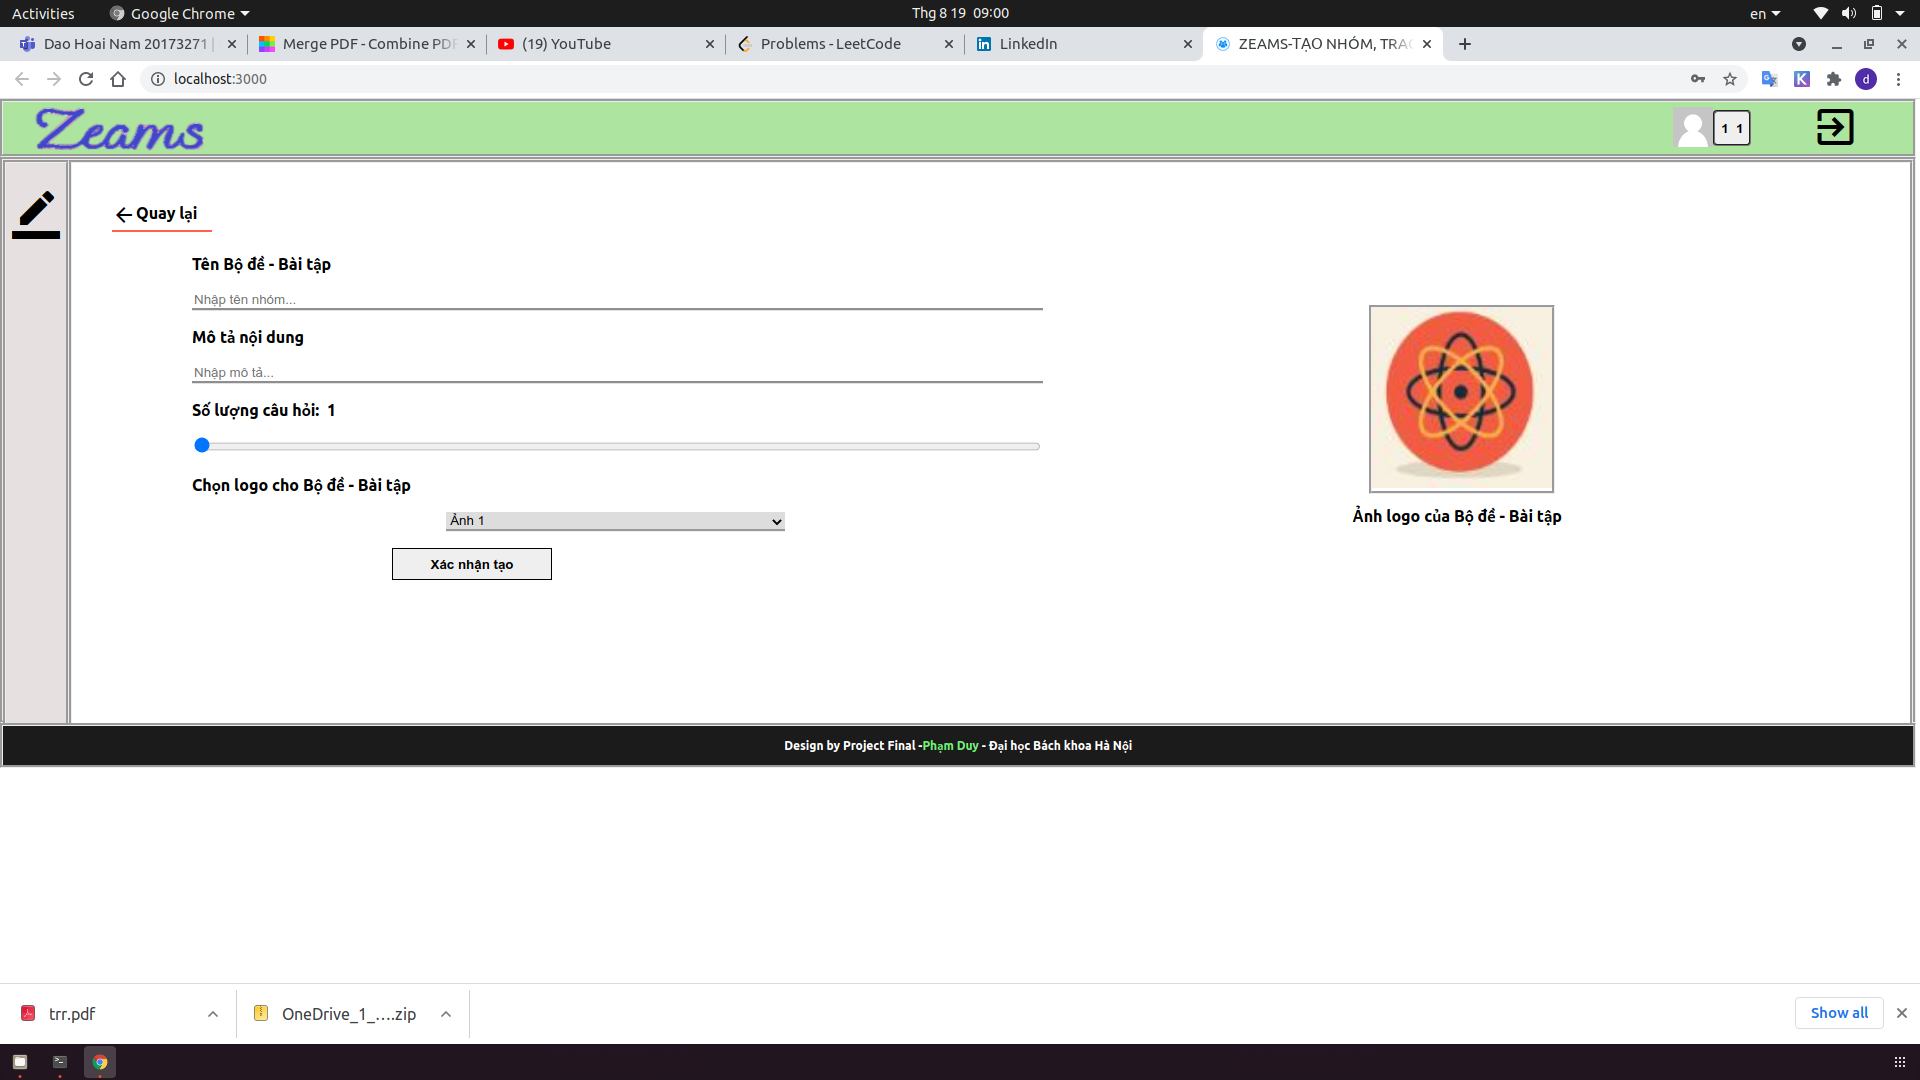 Activities
Google Chrome
Thg 8 19 09:00
en
Dao Hoai Nam 20173271 |
Merge PDF - Combine PDF
(19) YouTube
Problems - LeetCode
LinkedIn
ZEAMS-TẠO NHÓM, TRAC
localhost:3000
d
Zeams
1 1
Quay lại
Tên Bộ đề - Bài tập
Nhập tên nhóm...
Mô tả nội dung
Nhập mô tả...
Số lượng câu hỏi: 1
Chọn logo cho Bộ đề - Bài tập
Ảnh 1
Xác nhận tạo
Ảnh logo của Bộ đề - Bài tập
Design by Project Final -Phạm Duy - Đại học Bách khoa Hà Nội
trr.pdf
OneDrive_1_....zip
Show all